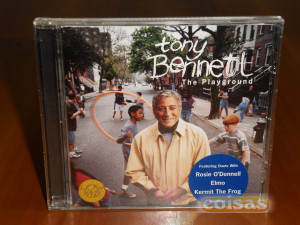 tony
Bennett
The Playground
Featuring Duets With
Rosie O'Donnell
Elmo
Kermit The Frog
coisas